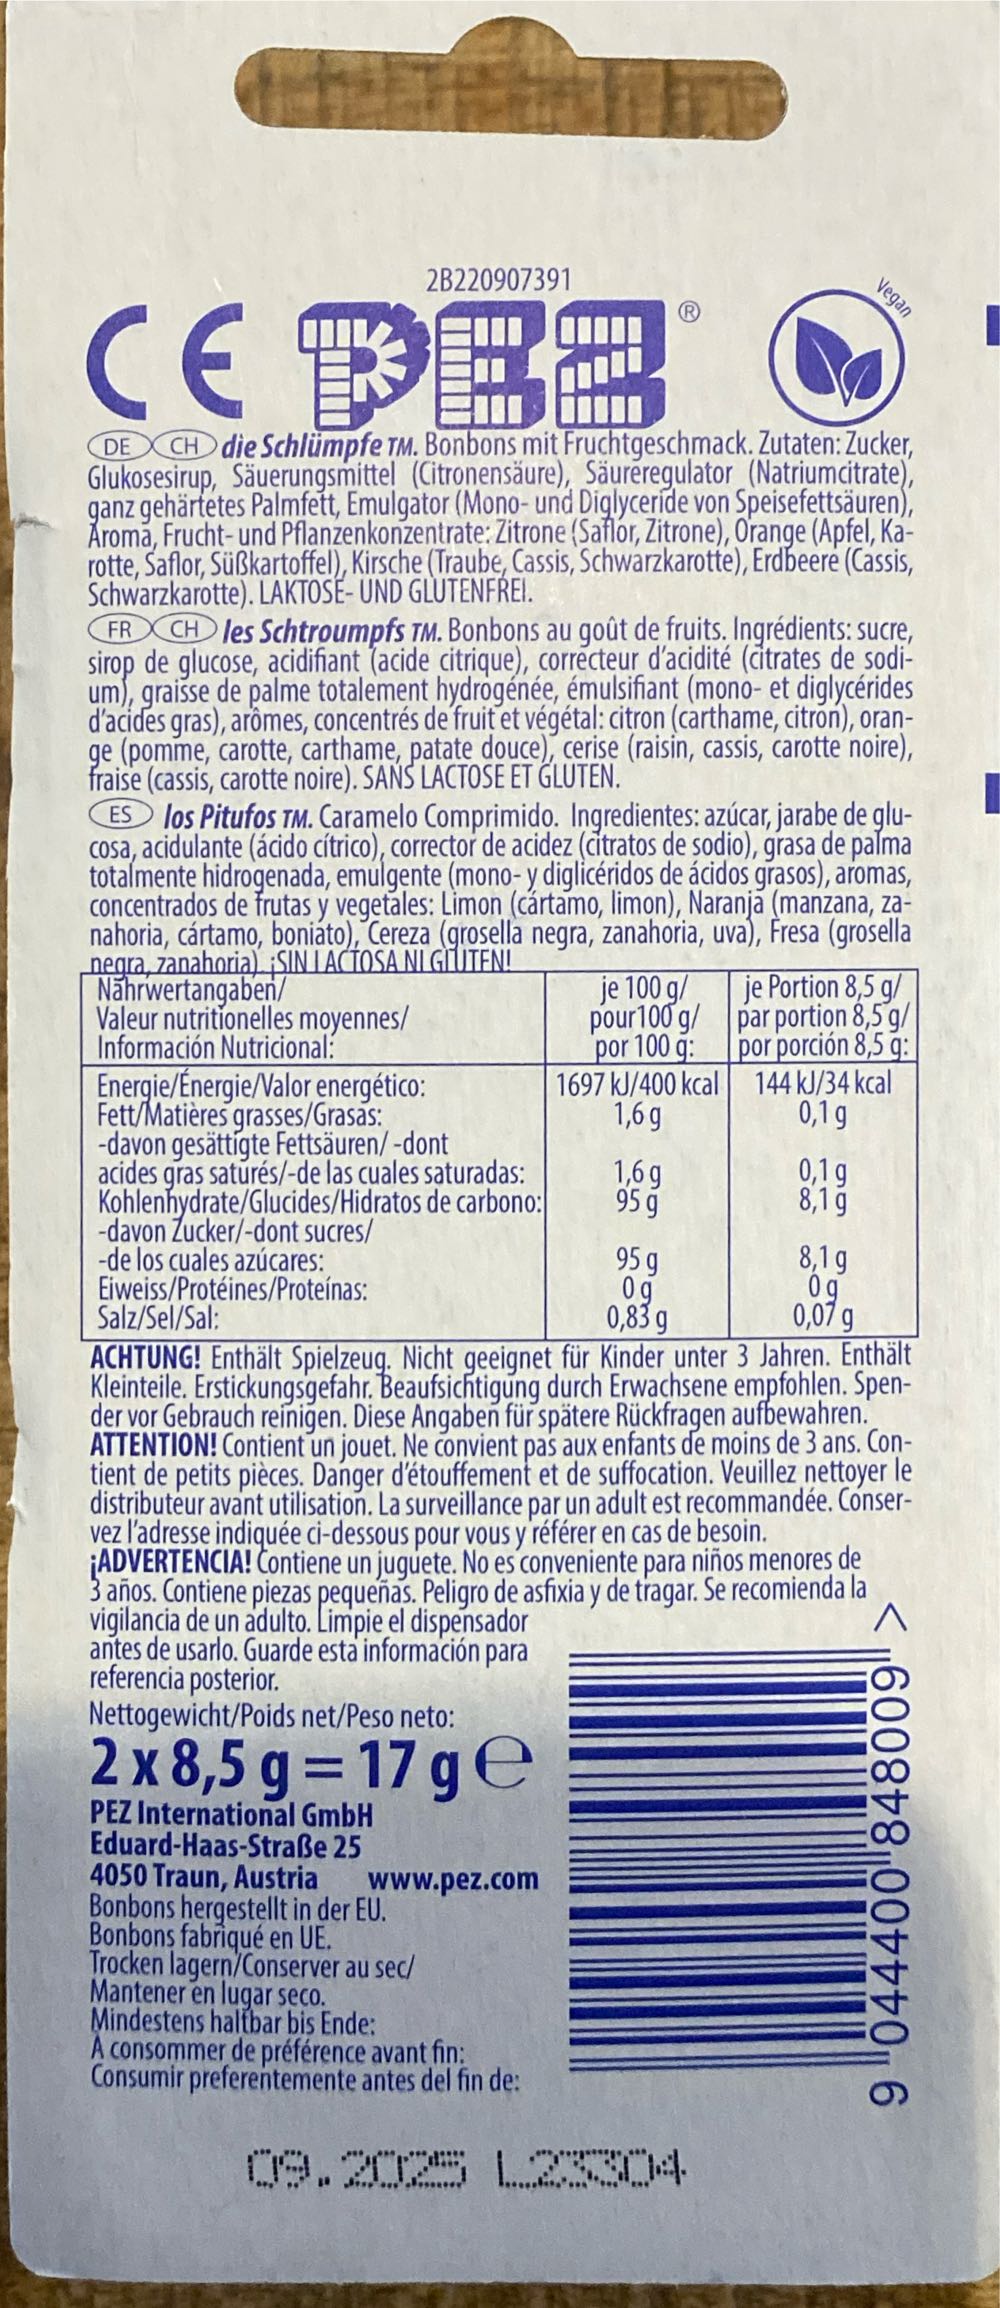 2B220907391
CE PEZ ® Vegan
DE CH die Schlümpfe TM. Bonbons mit Fruchtgeschmack. Zutaten: Zucker,
Glukosesirup, Säuerungsmittel (Citronensäure), Säureregulator (Natriumcitrate),
ganz gehärtetes Palmfett, Emulgator (Mono- und Diglyceride von Speisefettsäuren),
Aroma, Frucht- und Pflanzenkonzentrate: Zitrone (Saflor, Zitrone), Orange (Apfel, Ka-
rotte, Saflor, Süßkartoffel), Kirsche (Traube, Cassis, Schwarzkarotte), Erdbeere (Cassis,
Schwarzkarotte). LAKTOSE- UND GLUTENFREI.
FR CH les Schtroumpfs TM. Bonbons au goût de fruits. Ingrédients: sucre,
sirop de glucose, acidifiant (acide citrique), correcteur d'acidité (citrates de sodi-
um), graisse de palme totalement hydrogénée, émulsifiant (mono- et diglycérides
d'acides gras), arômes, concentrés de fruit et végétal: citron (carthame, citron), oran-
ge (pomme, carotte, carthame, patate douce), cerise (raisin, cassis, carotte noire),
fraise (cassis, carotte noire). SANS LACTOSE ET GLUTEN.
ES los Pitufos TM. Caramelo Comprimido. Ingredientes: azúcar, jarabe de glu-
cosa, acidulante (ácido cítrico), corrector de acidez (citratos de sodio), grasa de palma
totalmente hidrogenada, emulgente (mono- y diglicéridos de ácidos grasos), aromas,
concentrados de frutas y vegetales: Limon (cártamo, limon), Naranja (manzana, za-
nahoria, cártamo, boniato), Cereza (grosella negra, zanahoria, uva), Fresa (grosella
negra, zanahoria) ¡SIN LACTOSA NI GLUTEN!
Nährwertangaben/ je 100 g/ je Portion 8,5 g/
Valeur nutritionelles moyennes/ pour100 g/ par portion 8,5 g/
Información Nutricional: por 100 g: por porción 8,5 g:
Energie/Énergie/Valor energético: 1697 kJ/400 kcal 144 kJ/34 kcal
Fett/Matières grasses/Grasas: 1,6 g 0,1 g
-davon gesättigte Fettsäuren/ -dont
acides gras saturés/-de las cuales saturadas: 1,6 g 0,1 g
Kohlenhydrate/Glucides/Hidratos de carbono: 95 g 8,1 g
-davon Zucker/-dont sucres/
-de los cuales azúcares: 95 g 8,1 g
Eiweiss/Protéines/Proteínas: 0 g 0 g
Salz/Sel/Sal: 0,83 g 0,07 g
ACHTUNG! Enthält Spielzeug. Nicht geeignet für Kinder unter 3 Jahren. Enthält
Kleinteile. Erstickungsgefahr. Beaufsichtigung durch Erwachsene empfohlen. Spen-
der vor Gebrauch reinigen. Diese Angaben für spätere Rückfragen aufbewahren.
ATTENTION! Contient un jouet. Ne convient pas aux enfants de moins de 3 ans. Con-
tient de petits pièces. Danger d'étouffement et de suffocation. Veuillez nettoyer le
distributeur avant utilisation. La surveillance par un adult est recommandée. Conser-
vez l'adresse indiquée ci-dessous pour vous y référer en cas de besoin.
¡ADVERTENCIA! Contiene un juguete. No es conveniente para niños menores de
3 años. Contiene piezas pequeñas. Peligro de asfixia y de tragar. Se recomienda la
vigilancia de un adulto. Limpie el dispensador
antes de usarlo. Guarde esta información para
referencia posterior.
Nettogewicht/Poids net/Peso neto:
2 x 8,5 g = 17 g ℮
PEZ International GmbH
Eduard-Haas-Straße 25
4050 Traun, Austria www.pez.com
Bonbons hergestellt in der EU.
Bonbons fabriqué en UE.
Trocken lagern/Conserver au sec/
Mantener en lugar seco.
Mindestens haltbar bis Ende:
À consommer de préférence avant fin:
Consumir preferentemente antes del fin de:
9 044400 848009 >
09.2025 L23304